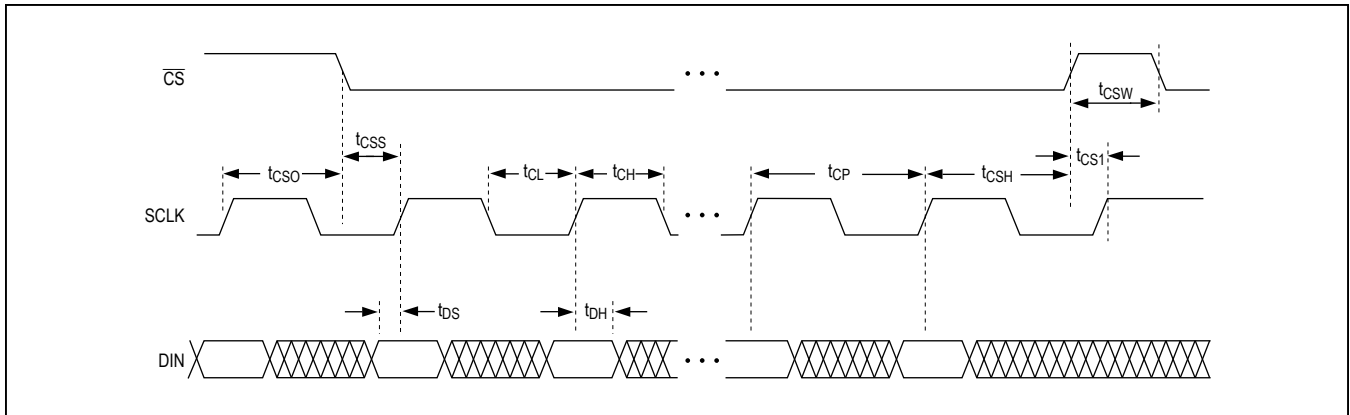 CS
tCSW
tCSS
tCS1
tCSO
tCL
tCH
tCP
tCSH
SCLK
• • •
tDS
tDH
DIN